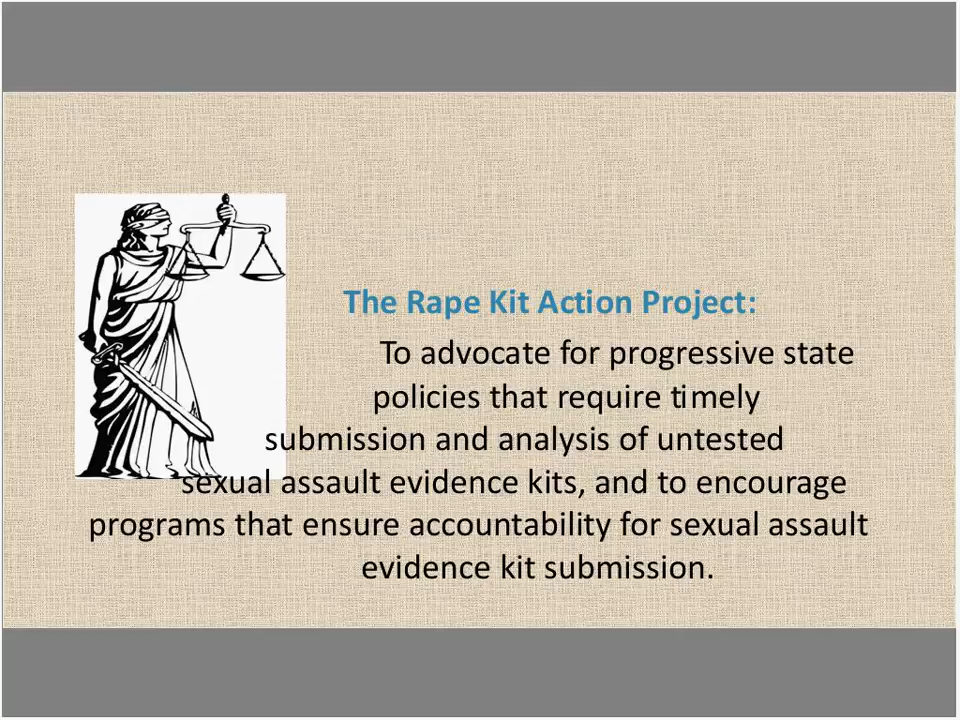 The Rape Kit Action Project:
To advocate for progressive state
policies that require timely
submission and analysis of untested
sexual assault evidence kits, and to encourage
programs that ensure accountability for sexual assault
evidence kit submission.